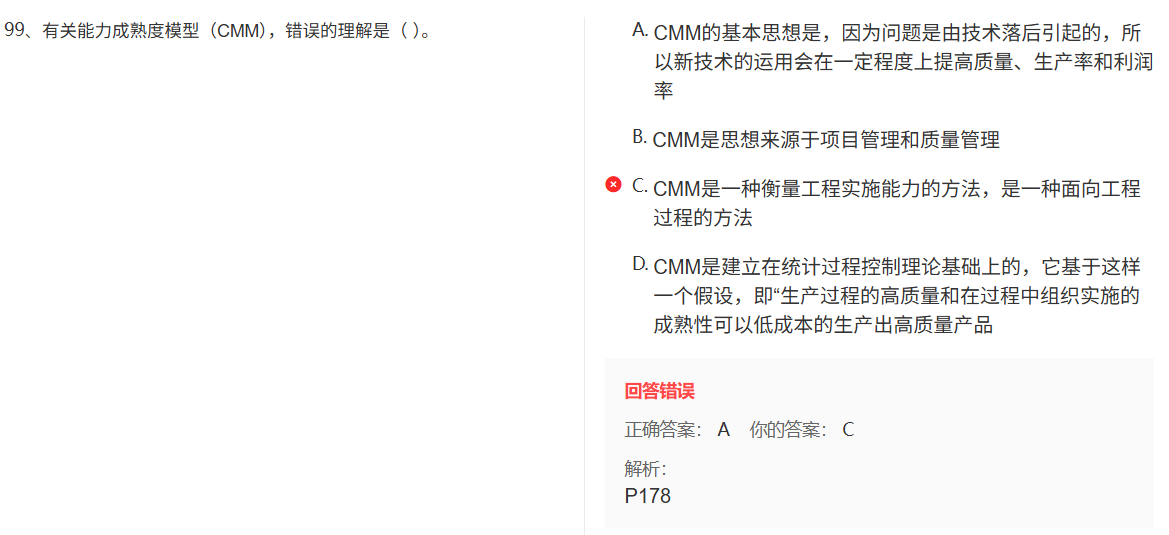 99、有关能力成熟度模型（CMM），错误的理解是（ ）。
A. CMM的基本思想是，因为问题是由技术落后引起的，所
以新技术的运用会在一定程度上提高质量、生产率和利润
率
B. CMM是思想来源于项目管理和质量管理
C. CMM是一种衡量工程实施能力的方法，是一种面向工程
过程的方法
D. CMM是建立在统计过程控制理论基础上的，它基于这样
一个假设，即“生产过程的高质量和在过程中组织实施的
成熟性可以低成本的生产出高质量产品
回答错误
正确答案： A 你的答案： C
解析：
P178